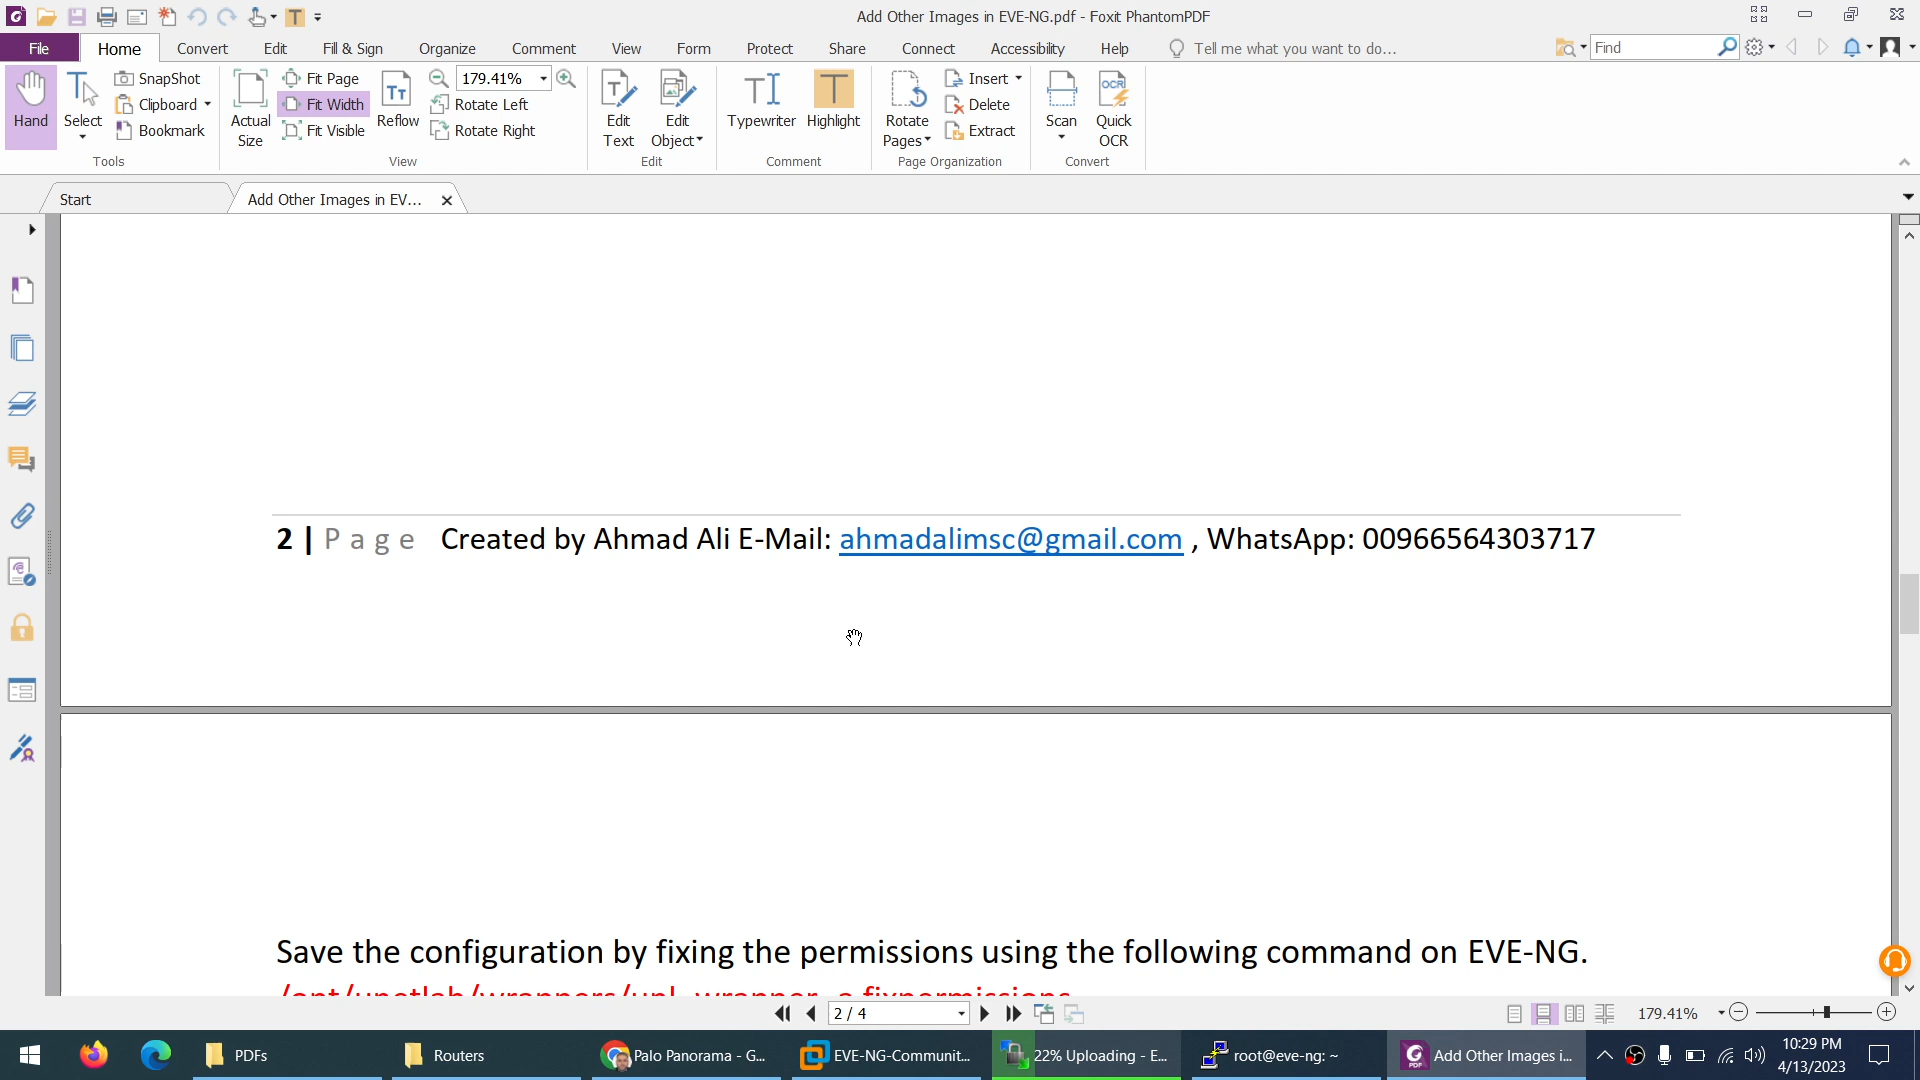 Add Other Images in EVE-NG.pdf - Foxit PhantomPDF
File Home Convert Edit Fill & Sign Organize Comment View Form Protect Share Connect Accessibility Help Tell me what you want to do... Find
Hand
Select
SnapShot
Clipboard
Bookmark
Tools
Actual Size
Fit Page
Fit Width
Fit Visible
Reflow
179.41%
Rotate Left
Rotate Right
View
Edit Text
Edit Object
Edit
Typewriter
Highlight
Comment
Rotate Pages
Insert
Delete
Extract
Page Organization
Scan
Quick OCR
Convert
Start
Add Other Images in EV...
2 | Page Created by Ahmad Ali E-Mail: ahmadalimsc@gmail.com , WhatsApp: 00966564303717
Save the configuration by fixing the permissions using the following command on EVE-NG.
/opt/unetlab/wrappers/unl_wrapper -a fixpermissions
2 / 4
179.41%
PDFs
Routers
Palo Panorama - G...
EVE-NG-Communit...
22% Uploading - E...
root@eve-ng: ~
Add Other Images i...
10:29 PM
4/13/2023